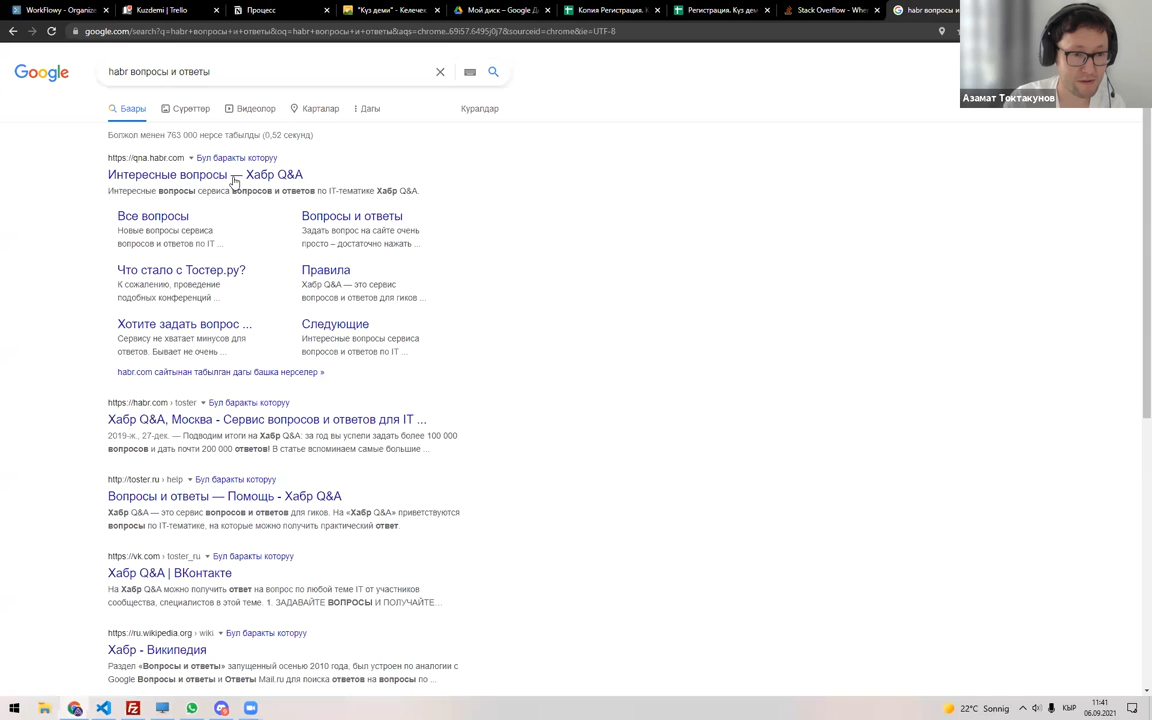 WorkFlowy - Organize
Kuzdemi | Trello
Процесс
"Күз деми" - Келечек
Мой диск – Google Д
Копия Регистрация. К
Регистрация. Күз дем
Stack Overflow - Whe
habr вопросы и
google.com/search?q=habr+вопросы+и+ответы&oq=habr+вопросы+и+ответы&aqs=chrome..69i57.6495j0j7&sourceid=chrome&ie=UTF-8
Азамат Токтакунов
Google
habr вопросы и ответы
Баары
Сүрөттөр
Видеолор
Карталар
Дагы
Куралдар
Болжол менен 763 000 нерсе табылды (0,52 секунд)
https://qna.habr.com
Бул баракты которуу
Интересные вопросы — Хабр Q&A
Интересные вопросы сервиса вопросов и ответов по IT-тематике Хабр Q&A.
Все вопросы
Новые вопросы сервиса
вопросов и ответов по IT ...
Вопросы и ответы
Задать вопрос на сайте очень
просто – достаточно нажать ...
Что стало с Тостер.ру?
К сожалению, проведение
подобных конференций ...
Правила
Хабр Q&A — это сервис
вопросов и ответов для гиков ...
Хотите задать вопрос ...
Сервису не хватает минусов для
ответов. Бывает не очень ...
Следующие
Интересные вопросы сервиса
вопросов и ответов по IT ...
habr.com сайтынан табылган дагы башка нерселер »
https://habr.com › toster
Бул баракты которуу
Хабр Q&A, Москва - Сервис вопросов и ответов для IT ...
2019-ж., 27-дек. — Подводим итоги на Хабр Q&A: за год вы успели задать более 100 000
вопросов и дать почти 200 000 ответов! В статье вспоминаем самые большие ...
http://toster.ru › help
Бул баракты которуу
Вопросы и ответы — Помощь - Хабр Q&A
Хабр Q&A — это сервис вопросов и ответов для гиков. На «Хабр Q&A» приветствуются
вопросы по IT-тематике, на которые можно получить практический ответ.
https://vk.com › toster_ru
Бул баракты которуу
Хабр Q&A | ВКонтакте
На Хабр Q&A можно получить ответ на вопрос по любой теме IT от участников
сообщества, специалистов в этой теме. 1. ЗАДАВАЙТЕ ВОПРОСЫ И ПОЛУЧАЙТЕ...
https://ru.wikipedia.org › wiki
Бул баракты которуу
Хабр - Википедия
Раздел «Вопросы и ответы» запущенный осенью 2010 года, был устроен по аналогии с
Google Вопросы и ответы и Ответы Mail.ru для поиска ответов на вопросы по ...
22°C Sonnig
КЫР
11:41
06.09.2021